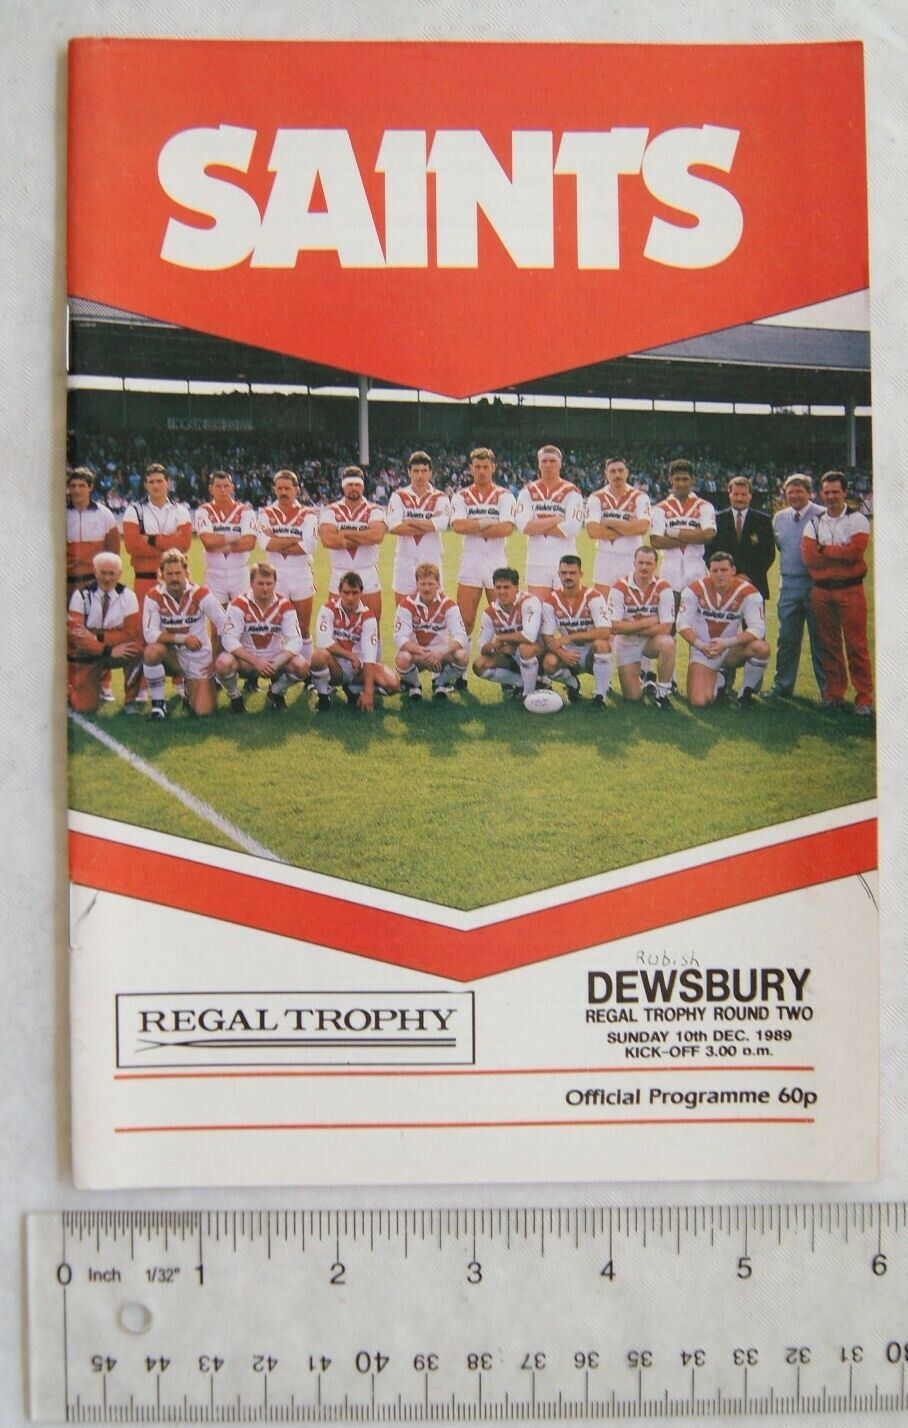 SAINTS
Rubish
DEWSBURY
REGAL TROPHY
REGAL TROPHY ROUND TWO
SUNDAY 10th DEC. 1989
KICK-OFF 3.00 p.m.
Official Programme 60p
0 Inch 1/32" 1 2 3 4 5 6
45 44 43 42 41 40 39 38 37 36 35 34 33 32 31 30